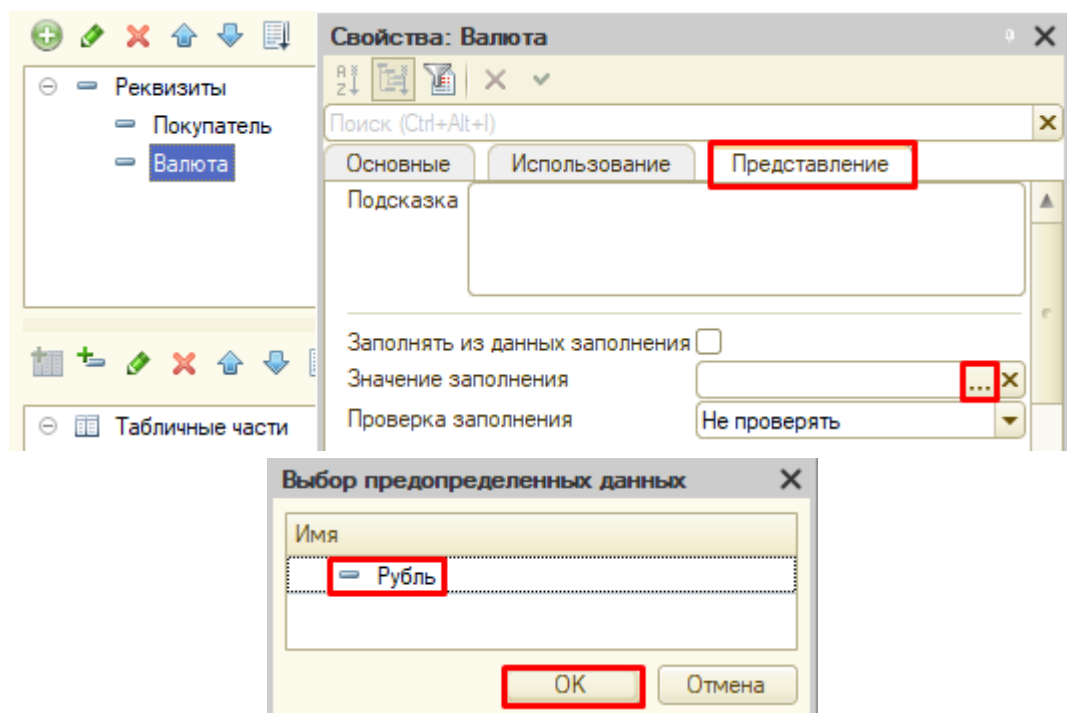 Реквизиты
Покупатель
Валюта
Табличные части
Свойства: Валюта
Поиск (Ctrl+Alt+I)
Основные Использование Представление
Подсказка
Заполнять из данных заполнения
Значение заполнения ...
Проверка заполнения Не проверять
Выбор предопределенных данных
Имя
Рубль
OK Отмена